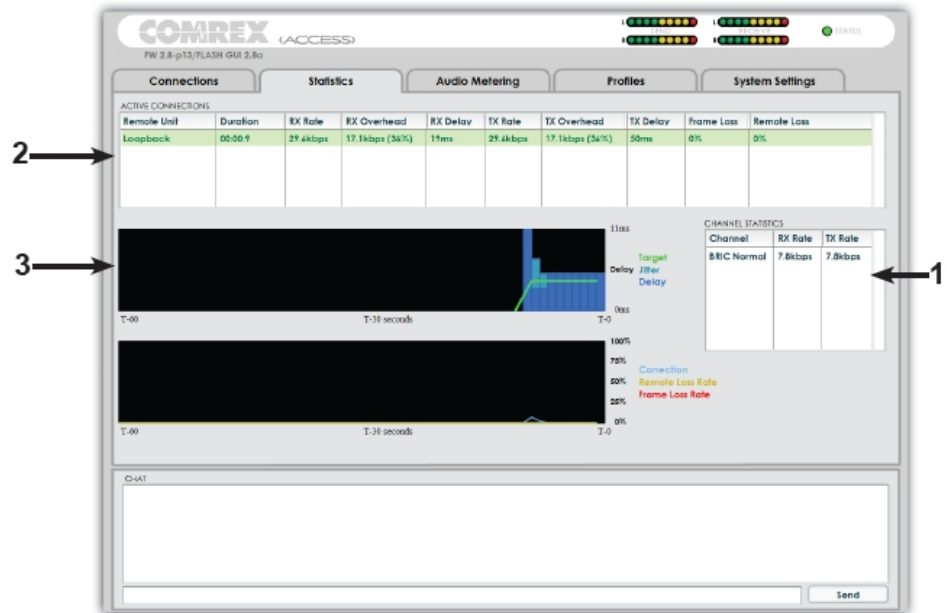 COMREX (ACCESS)
L
R
SEND
L
R
RECEIVE
STATUS
FW 2.8-p13/FLASH GUI 2.8a
Connections
Statistics
Audio Metering
Profiles
System Settings
ACTIVE CONNECTIONS
Remote Unit Duration RX Rate RX Overhead RX Delay TX Rate TX Overhead TX Delay Frame Loss Remote Loss
Loopback 00:00.9 29.6kbps 17.1kbps (36%) 19ms 29.6kbps 17.1kbps (36%) 50ms 0% 0%
2
CHANNEL STATISTICS
Channel RX Rate TX Rate
BRIC Normal 7.8kbps 7.8kbps
1
3
11ms
Target
Delay Jitter
Delay
0ms
T-60 T-30 seconds T-0
100%
75%
50%
25%
0%
Correction
Remote Loss Rate
Frame Loss Rate
T-60 T-30 seconds T-0
CHAT
Send